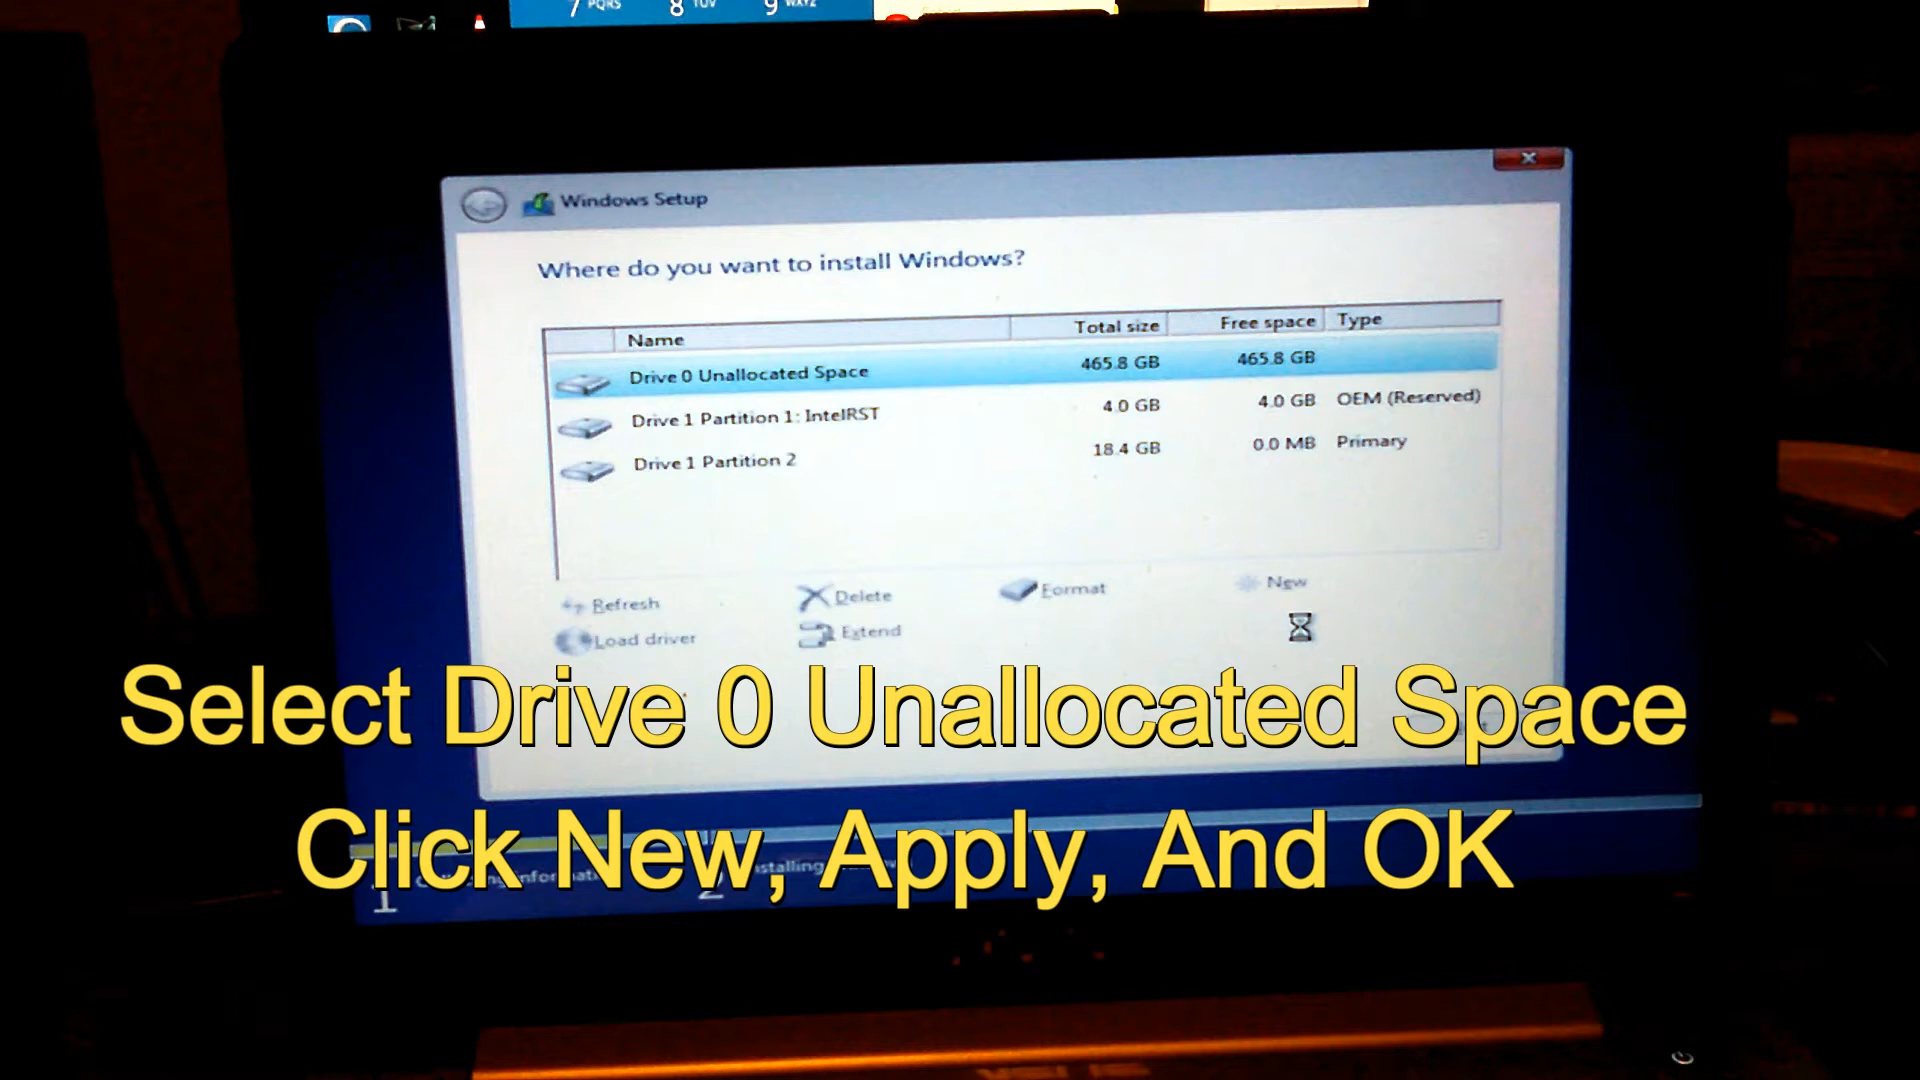 7 PQRS 8 TUV 9 WXYZ
Windows Setup
Where do you want to install Windows?
Name Total size Free space Type
Drive 0 Unallocated Space 465.8 GB 465.8 GB
Drive 1 Partition 1: IntelRST 4.0 GB 4.0 GB OEM (Reserved)
Drive 1 Partition 2 18.4 GB 0.0 MB Primary
Refresh Delete Format New
Load driver Extend
Select Drive 0 Unallocated Space
Click New, Apply, And OK
1 2